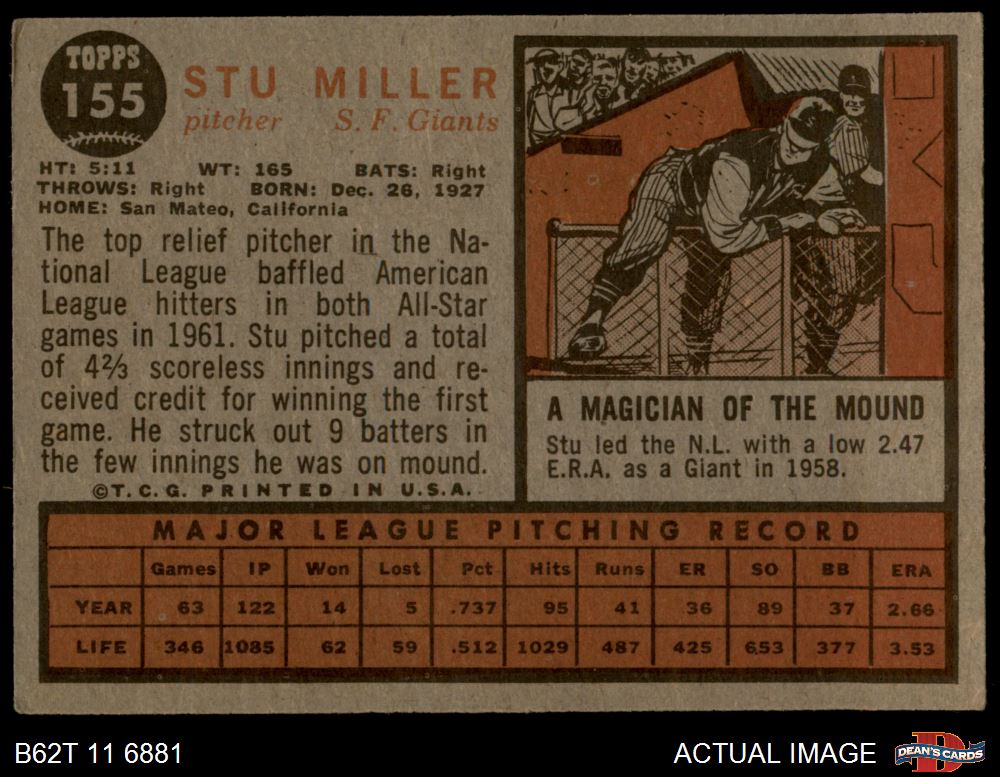 TOPPS
155
STU MILLER
pitcher S. F. Giants
HT: 5:11 WT: 165 BATS: Right
THROWS: Right BORN: Dec. 26, 1927
HOME: San Mateo, California
The top relief pitcher in the Na-
tional League baffled American
League hitters in both All-Star
games in 1961. Stu pitched a total
of 4⅔ scoreless innings and re-
ceived credit for winning the first
game. He struck out 9 batters in
the few innings he was on mound.
©T. C. G. PRINTED IN U.S.A.
A MAGICIAN OF THE MOUND
Stu led the N.L. with a low 2.47
E.R.A. as a Giant in 1958.
MAJOR LEAGUE PITCHING RECORD
Games IP Won Lost Pct. Hits Runs ER SO BB ERA
YEAR 63 122 14 5 .737 95 41 36 89 37 2.66
LIFE 346 1085 62 59 .512 1029 487 425 653 377 3.53
B62T 11 6881
ACTUAL IMAGE
D
DEAN'S CARDS